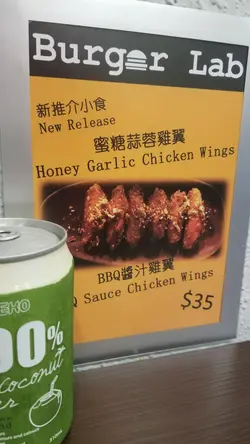 Burger Lab
新推介小食
New Release
蜜糖蒜蓉雞翼
Honey Garlic Chicken Wings
BBQ醬汁雞翼
Q Sauce Chicken Wings
$35
00%
Coconut